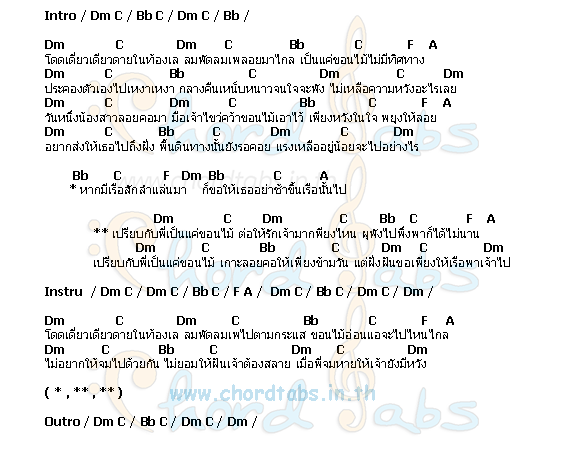 Intro / Dm C / Bb C / Dm C / Bb /
Dm C Dm C Bb C F A
โดดเดี่ยวเดียวดายในท้องเล ลมพัดลมเพลอยมาไกล เป็นแค่ขอนไม้ไม่มีทิศทาง
Dm C Bb C Dm C Dm
ประคองตัวเองไปเหงาเหงา กลางคืนเหน็บหนาวจนใจจะพัง ไม่เหลือความหวังอะไรเลย
Dm C Dm C Bb C F A
วันหนึ่งน้องสาวลอยคอมา มือเจ้าไขว่คว้าขอนไม้เอาไว้ เพียงหวังในใจ พยุงให้ลอย
Dm C Bb C Dm C Dm
อยากส่งให้เธอไปถึงฝั่ง พื้นดินทางนั้นยังรอคอย แรงเหลืออยู่น้อยจะไปอย่างไร
Bb C F Dm Bb C A
* หากมีเรือสักลำแล่นมา ก็ขอให้เธออย่าช้าขึ้นเรือนั้นไป
Dm C Dm C Bb C F A
** เปรียบกับพี่เป็นแค่ขอนไม้ ต่อให้รักเจ้ามากเพียงไหน ผุพังไปพึ่งพาก็ได้ไม่นาน
Dm C Bb C Dm C Dm
เปรียบกับพี่เป็นแค่ขอนไม้ เกาะลอยคอให้เพียงข้ามวัน แต่ฝั่งฝันขอเพียงให้เรือพาเจ้าไป
Instru / Dm C / Dm C / Bb C / F A / Dm C / Bb C / Dm C / Dm /
Dm C Dm C Bb C F A
โดดเดี่ยวเดียวดายในท้องเล ลมพัดลมเพไปตามกระแส ขอนไม้อ่อนแอจะไปไหนไกล
Dm C Bb C Dm C Dm
ไม่อยากให้จมไปด้วยกัน ไม่ยอมให้ฝันเจ้าต้องสลาย เมื่อพี่จมหายให้เจ้ายังมีหวัง
( * , ** , ** )
www.chordtabs.in.th
Outro / Dm C / Bb C / Dm C / Dm /